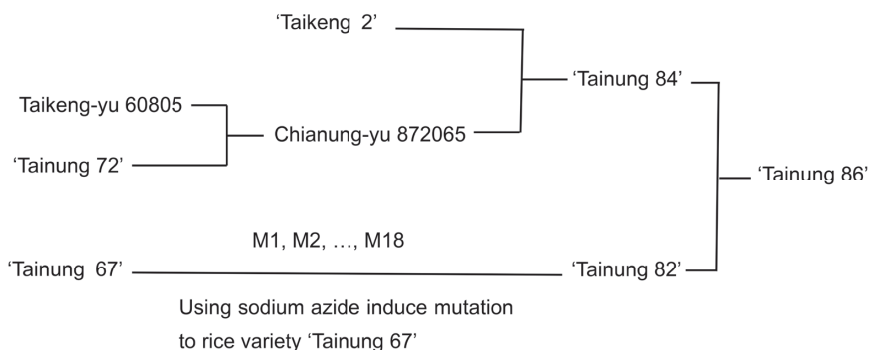 ‘Taikeng 2’
‘Tainung 84’
Taikeng-yu 60805
Chianung-yu 872065
‘Tainung 72’
‘Tainung 86’
M1, M2, …, M18
‘Tainung 67’
‘Tainung 82’
Using sodium azide induce mutation
to rice variety ‘Tainung 67’